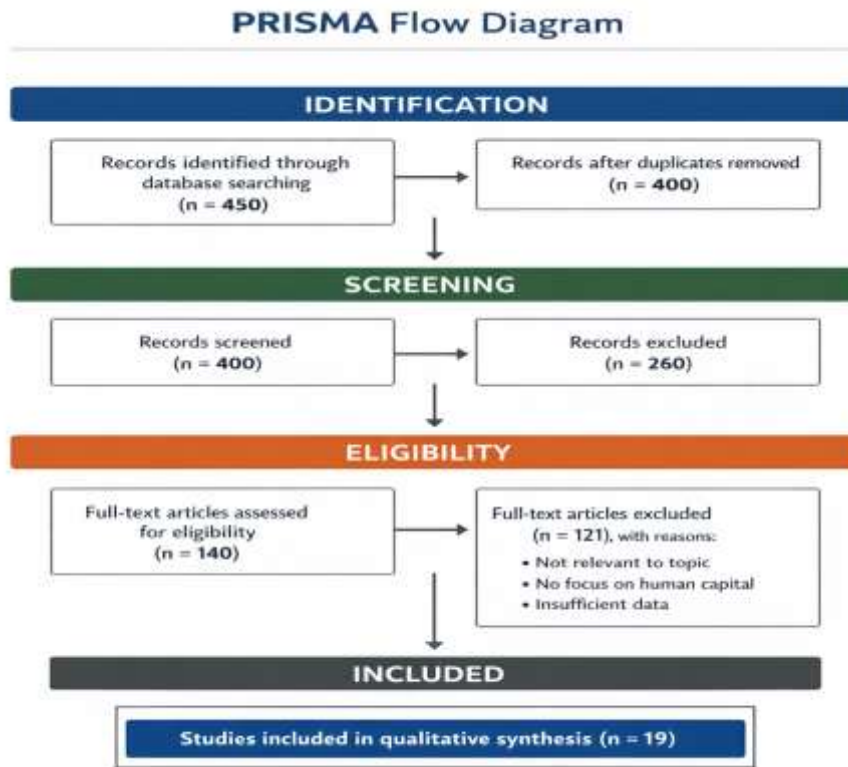 PRISMA Flow Diagram
IDENTIFICATION
Records identified through
database searching
(n = 450)
Records after duplicates removed
(n = 400)
SCREENING
Records screened
(n = 400)
Records excluded
(n = 260)
ELIGIBILITY
Full-text articles assessed
for eligibility
(n = 140)
Full-text articles excluded
(n = 121), with reasons:
• Not relevant to topic
• No focus on human capital
• Insufficient data
INCLUDED
Studies included in qualitative synthesis (n = 19)